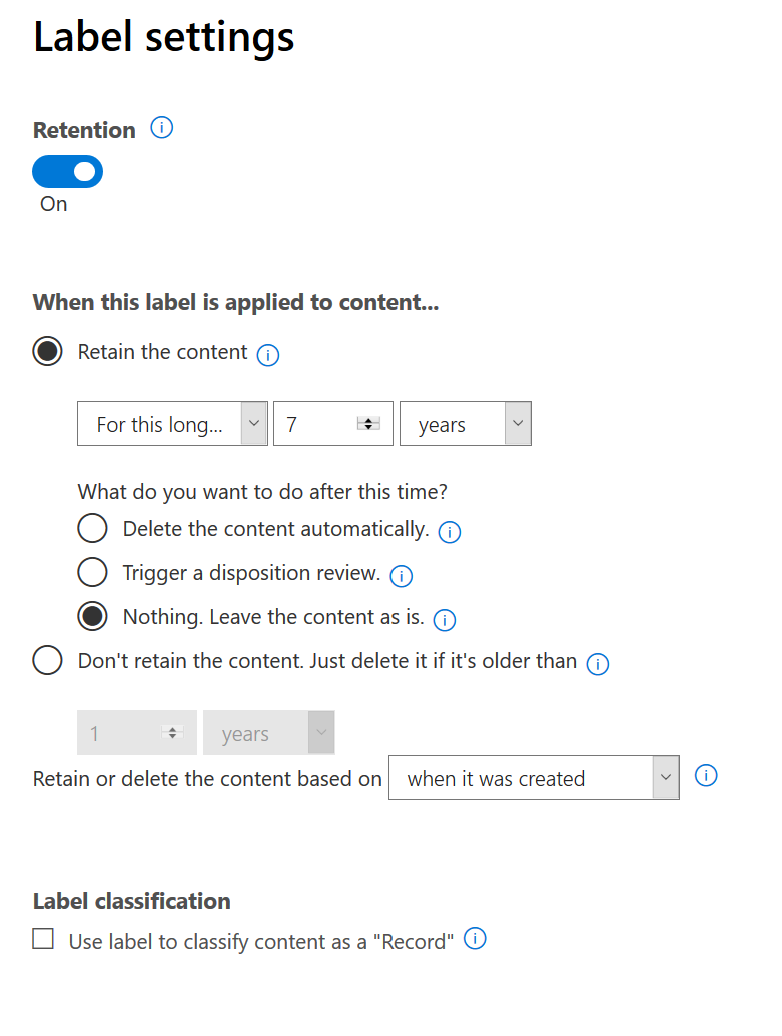 Label settings
Retention
On
When this label is applied to content...
Retain the content
For this long... 7 years
What do you want to do after this time?
Delete the content automatically.
Trigger a disposition review.
Nothing. Leave the content as is.
Don't retain the content. Just delete it if it's older than
1 years
Retain or delete the content based on when it was created
Label classification
Use label to classify content as a "Record"